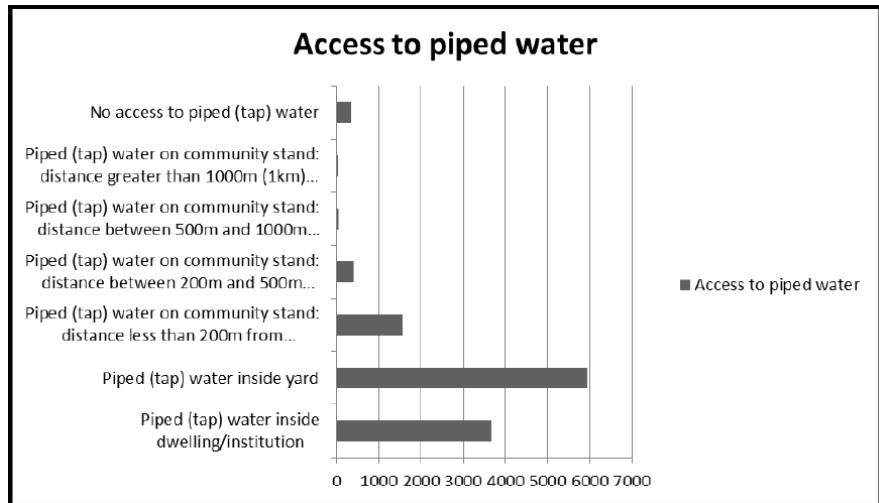 Access to piped water
No access to piped (tap) water
Piped (tap) water on community stand:
distance greater than 1000m (1km)...
Piped (tap) water on community stand:
distance between 500m and 1000m...
Piped (tap) water on community stand:
distance between 200m and 500m...
Piped (tap) water on community stand:
distance less than 200m from...
Piped (tap) water inside yard
Piped (tap) water inside
dwelling/institution
0 1000 2000 3000 4000 5000 6000 7000
Access to piped water